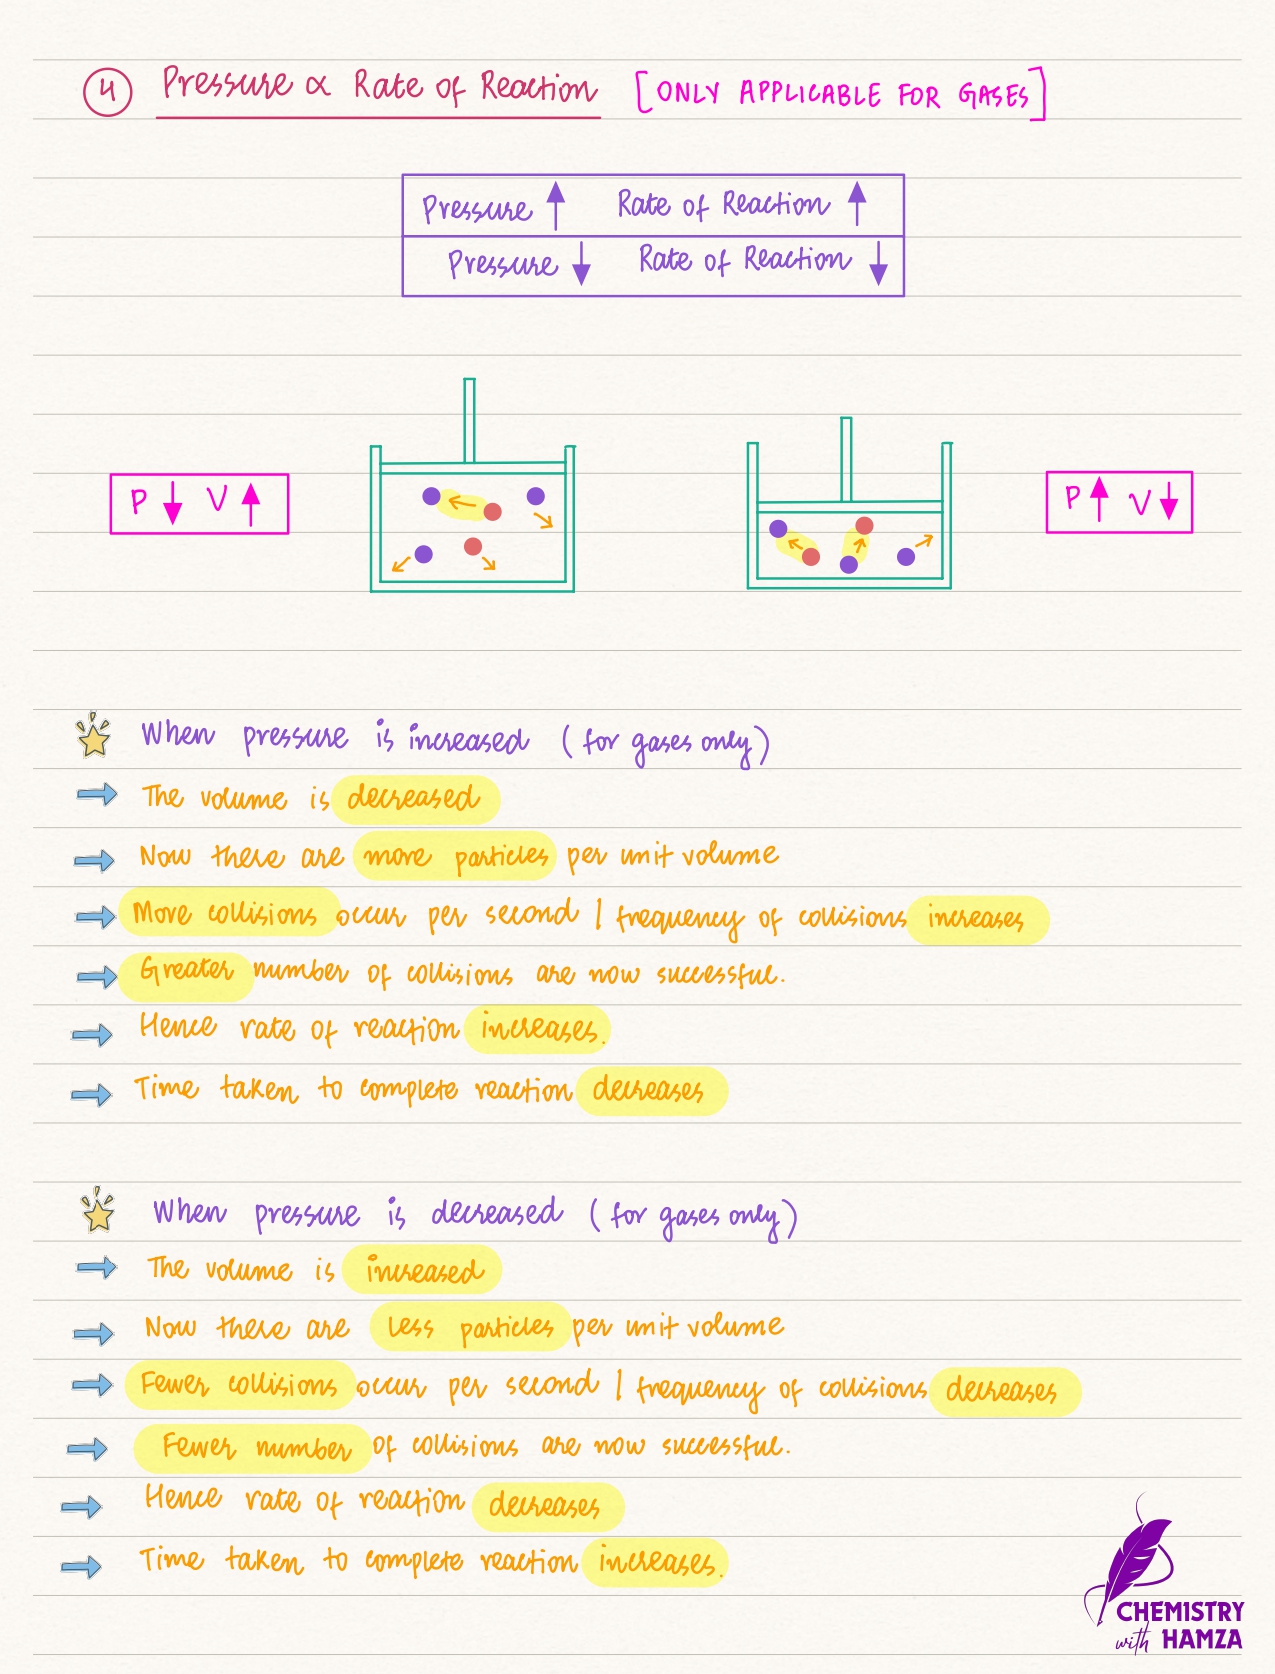 4 Pressure ∝ Rate of Reaction [ONLY APPLICABLE FOR GASES]
Pressure ↑ Rate of Reaction ↑
Pressure ↓ Rate of Reaction ↓
P ↓ V ↑
P ↑ V ↓
When pressure is increased (for gases only)
→ The volume is decreased
→ Now there are more particles per unit volume
→ More collisions occur per second / frequency of collisions increases
→ Greater number of collisions are now successful.
→ Hence rate of reaction increases.
→ Time taken to complete reaction decreases
When pressure is decreased (for gases only)
→ The volume is increased
→ Now there are less particles per unit volume
→ Fewer collisions occur per second / frequency of collisions decreases
→ Fewer number of collisions are now successful.
→ Hence rate of reaction decreases
→ Time taken to complete reaction increases.
CHEMISTRY
with HAMZA